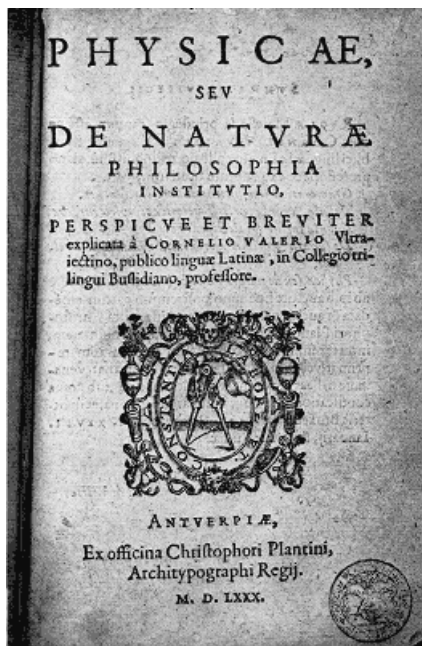 PHYSICAE,
SEV
DE NATVRÆ
PHILOSOPHIA
INSTITVTIO,
PERSPICVE ET BREVITER
explicata à CORNELIO VALERIO Vltra-
iectino, publico linguæ Latinæ, in Collegio tri-
lingui Buslidiano, professore.
LABORE ET CONSTANTIA
ANTVERPIÆ,
Ex officina Christophori Plantini,
Architypographi Regij.
M. D. LXXX.